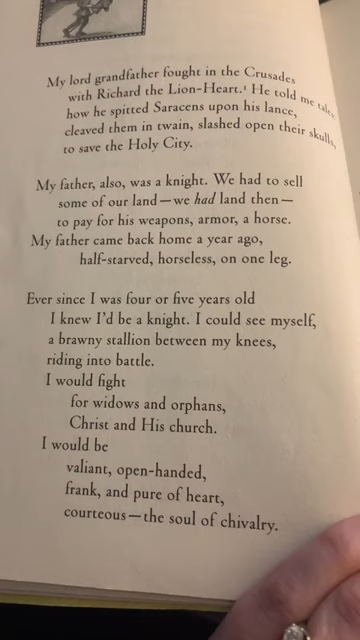 My lord grandfather fought in the Crusades
with Richard the Lion-Heart.¹ He told me tales
how he spitted Saracens upon his lance,
cleaved them in twain, slashed open their skulls,
to save the Holy City.
My father, also, was a knight. We had to sell
some of our land—we had land then—
to pay for his weapons, armor, a horse.
My father came back home a year ago,
half-starved, horseless, on one leg.
Ever since I was four or five years old
I knew I'd be a knight. I could see myself,
a brawny stallion between my knees,
riding into battle.
I would fight
for widows and orphans,
Christ and His church.
I would be
valiant, open-handed,
frank, and pure of heart,
courteous—the soul of chivalry.